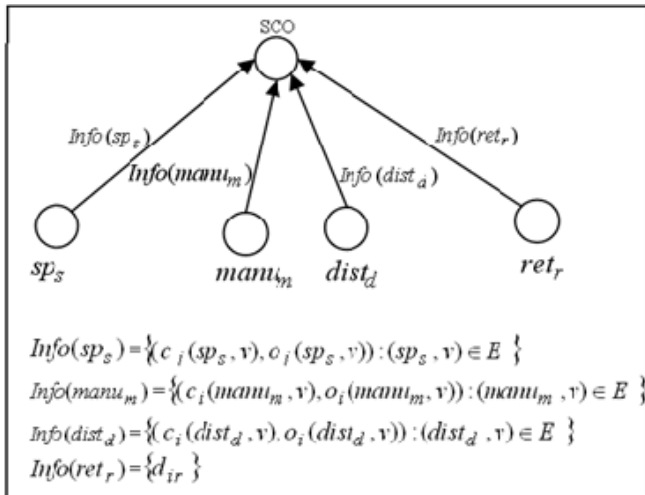 SCO
Info(sp_s)
Info(ret_r)
Info(manu_m)
Info(dist_d)
sp_s manu_m dist_d ret_r
Info(sp_s)={(c_i(sp_s,v),o_i(sp_s,v)):(sp_s,v)∈E }
Info(manu_m)={(c_i(manu_m,v),o_i(manu_m,v)):(manu_m,v)∈E }
Info(dist_d)={(c_i(dist_d,v).o_i(dist_d,v)):(dist_d,v)∈E }
Info(ret_r)={d_ir }